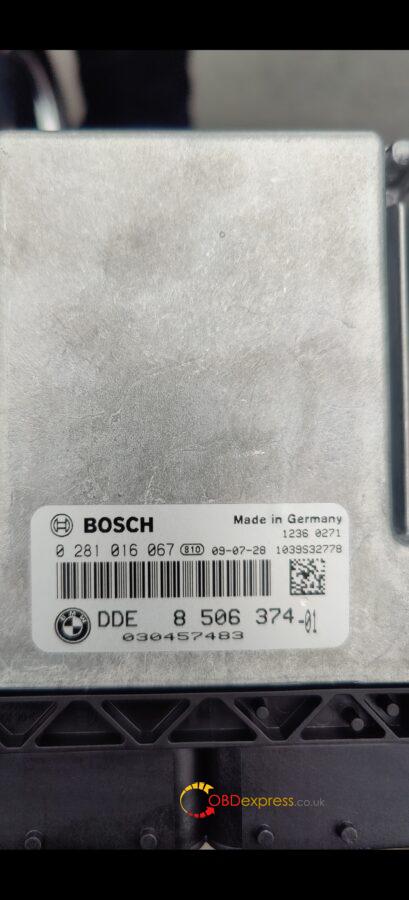 BOSCH
Made in Germany
1236 0271
0 281 016 067 810 09-07-28 1039S32778
DDE 8 506 374-01
030457483
OBDexpress.co.uk